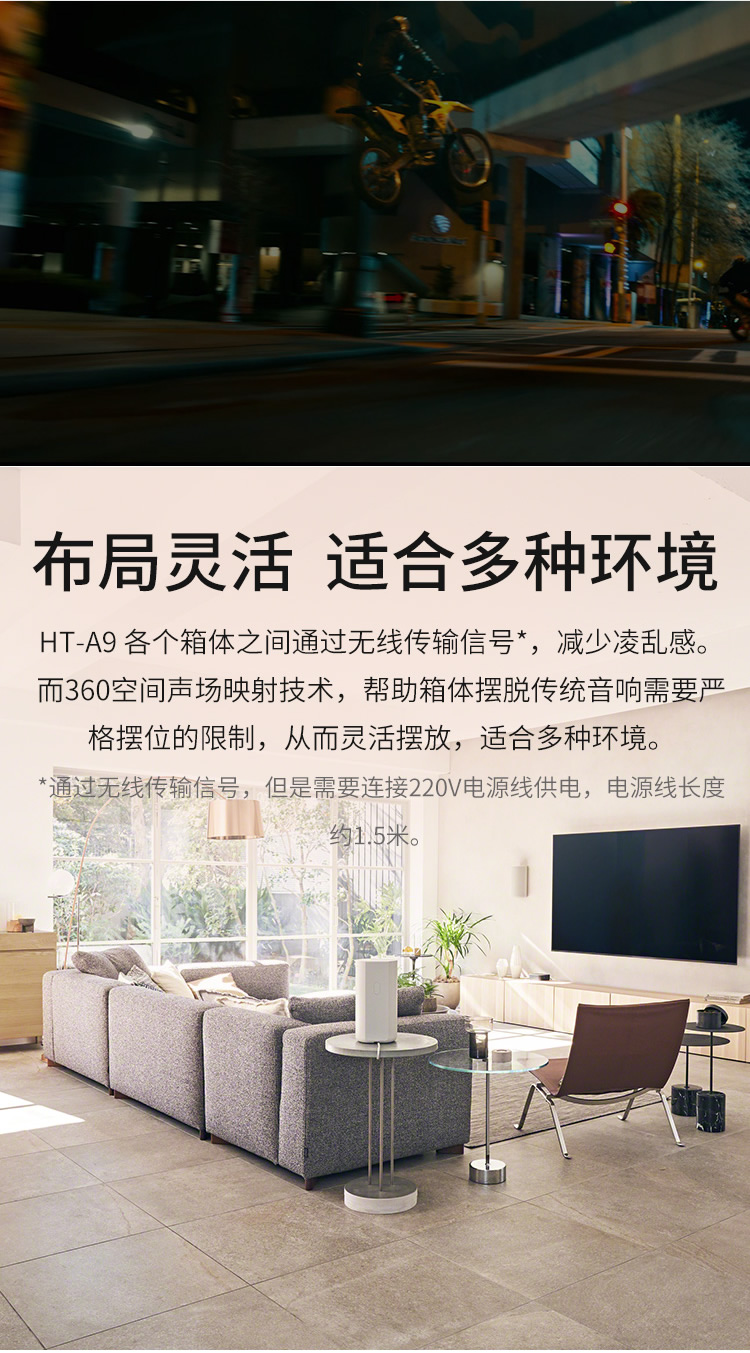 布局灵活 适合多种环境
HT-A9 各个箱体之间通过无线传输信号*，减少凌乱感。
而360空间声场映射技术，帮助箱体摆脱传统音响需要严
格摆位的限制，从而灵活摆放，适合多种环境。
*通过无线传输信号，但是需要连接220V电源线供电，电源线长度
约1.5米。